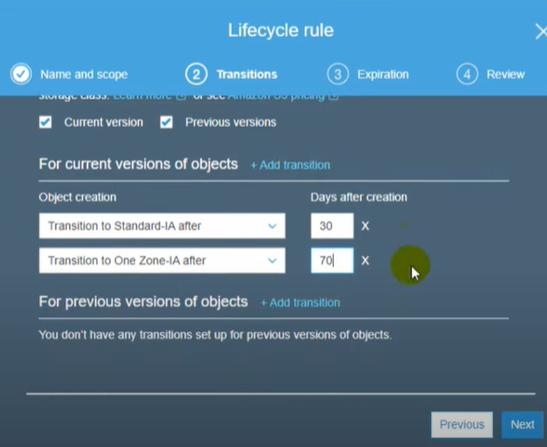 Lifecycle rule
Name and scope
2 Transitions
3 Expiration
4 Review
storage class. Learn more or see Amazon S3 pricing
Current version
Previous versions
For current versions of objects + Add transition
Object creation
Days after creation
Transition to Standard-IA after
30 X
Transition to One Zone-IA after
70 X
For previous versions of objects + Add transition
You don't have any transitions set up for previous versions of objects.
Previous
Next